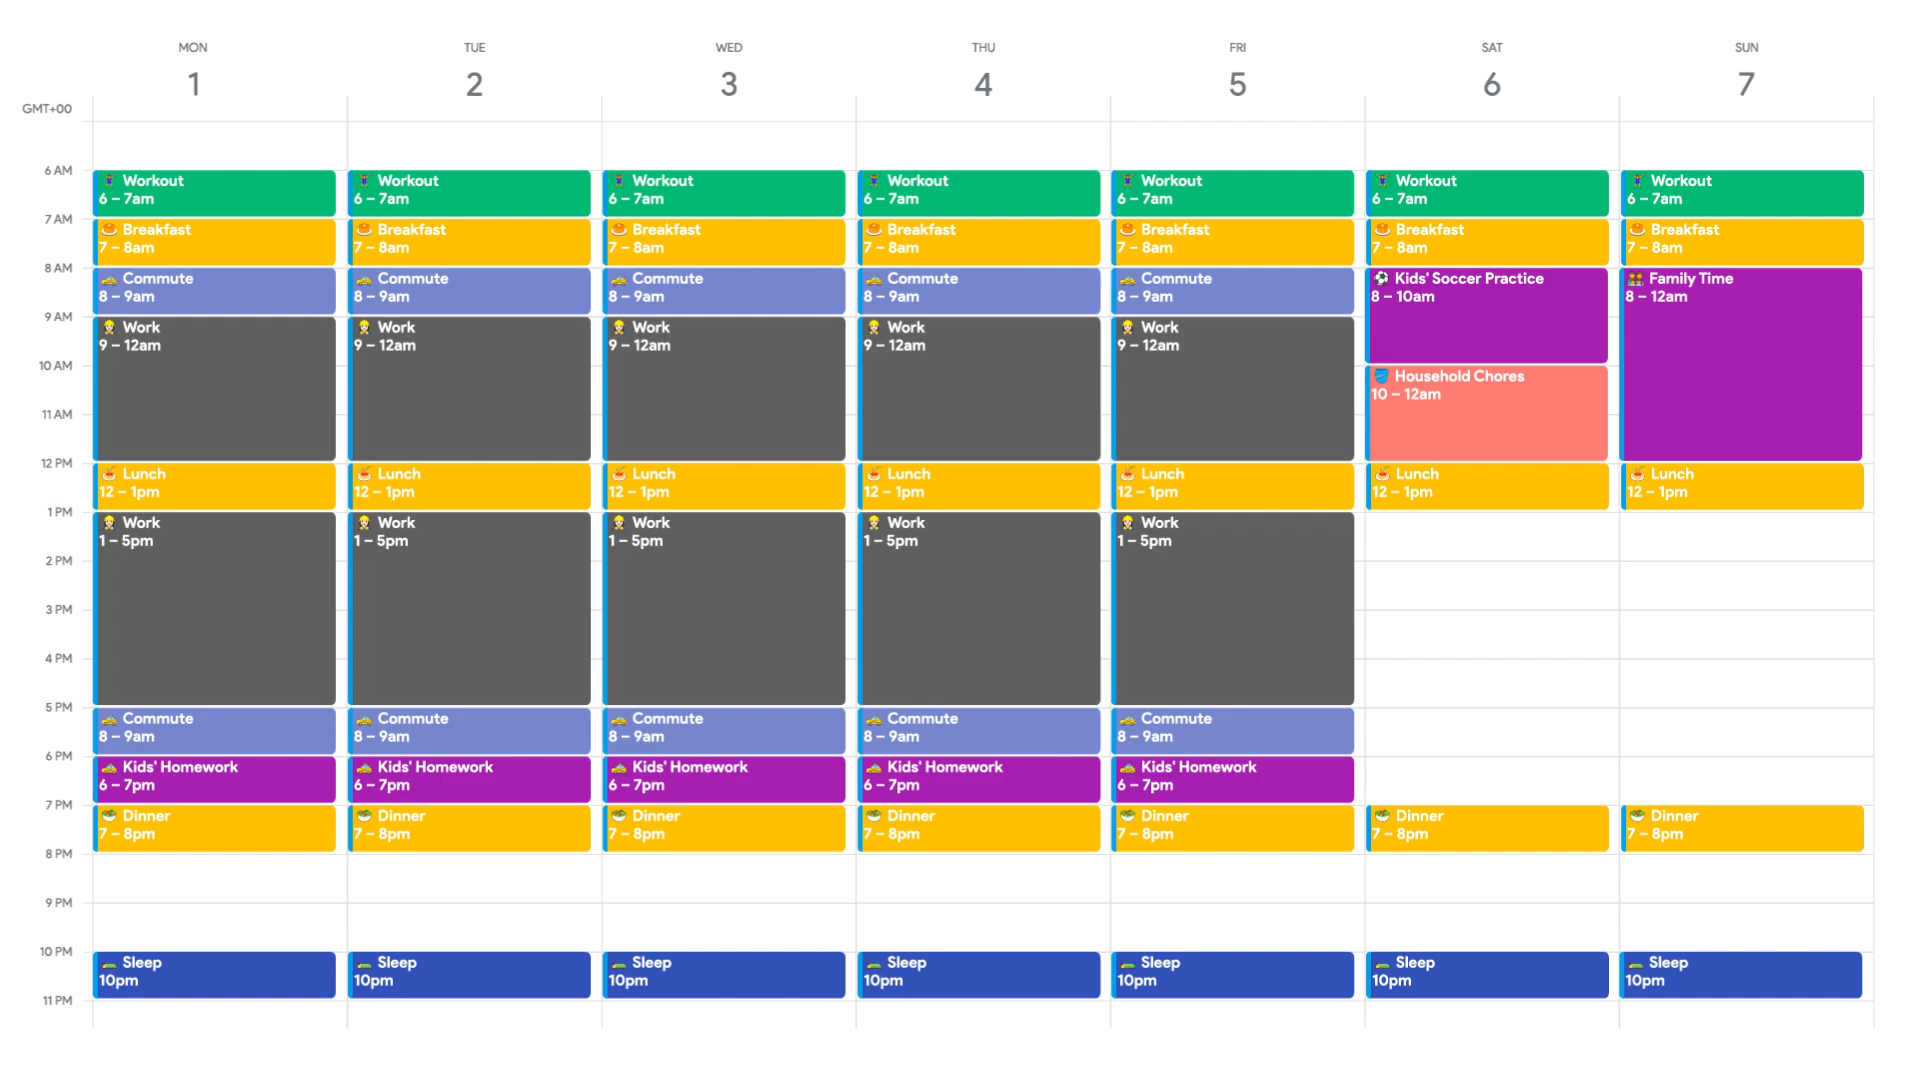 MON TUE WED THU FRI SAT SUN
1 2 3 4 5 6 7
GMT+00
6 AM
Workout Workout Workout Workout Workout Workout Workout
6 – 7am 6 – 7am 6 – 7am 6 – 7am 6 – 7am 6 – 7am 6 – 7am
7 AM
Breakfast Breakfast Breakfast Breakfast Breakfast Breakfast Breakfast
7 – 8am 7 – 8am 7 – 8am 7 – 8am 7 – 8am 7 – 8am 7 – 8am
8 AM
Commute Commute Commute Commute Commute Kids' Soccer Practice Family Time
8 – 9am 8 – 9am 8 – 9am 8 – 9am 8 – 9am 8 – 10am 8 – 12am
9 AM
Work Work Work Work Work
9 – 12am 9 – 12am 9 – 12am 9 – 12am 9 – 12am
10 AM
Household Chores
10 – 12am
11 AM
12 PM
Lunch Lunch Lunch Lunch Lunch Lunch Lunch
12 – 1pm 12 – 1pm 12 – 1pm 12 – 1pm 12 – 1pm 12 – 1pm 12 – 1pm
1 PM
Work Work Work Work Work
1 – 5pm 1 – 5pm 1 – 5pm 1 – 5pm 1 – 5pm
2 PM
3 PM
4 PM
5 PM
Commute Commute Commute Commute Commute
8 – 9am 8 – 9am 8 – 9am 8 – 9am 8 – 9am
6 PM
Kids' Homework Kids' Homework Kids' Homework Kids' Homework Kids' Homework
6 – 7pm 6 – 7pm 6 – 7pm 6 – 7pm 6 – 7pm
7 PM
Dinner Dinner Dinner Dinner Dinner Dinner Dinner
7 – 8pm 7 – 8pm 7 – 8pm 7 – 8pm 7 – 8pm 7 – 8pm 7 – 8pm
8 PM
9 PM
10 PM
Sleep Sleep Sleep Sleep Sleep Sleep Sleep
10pm 10pm 10pm 10pm 10pm 10pm 10pm
11 PM